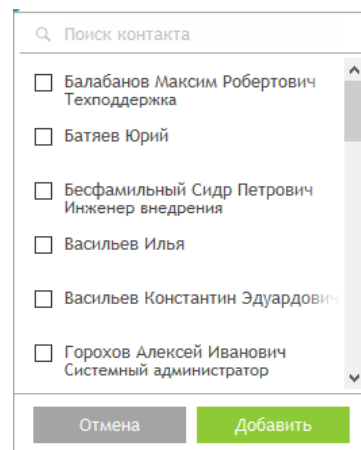 Поиск контакта
Балабанов Максим Робертович
Техподдержка
Батяев Юрий
Бесфамильный Сидр Петрович
Инженер внедрения
Васильев Илья
Васильев Константин Эдуардович
Горохов Алексей Иванович
Системный администратор
Отмена
Добавить